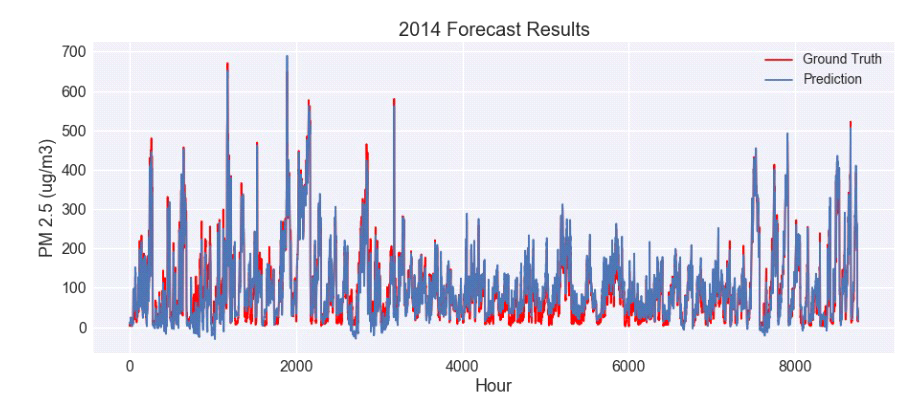 2014 Forecast Results
Ground Truth
Prediction
PM 2.5 (ug/m3)
700
600
500
400
300
200
100
0
0 2000 4000 6000 8000
Hour